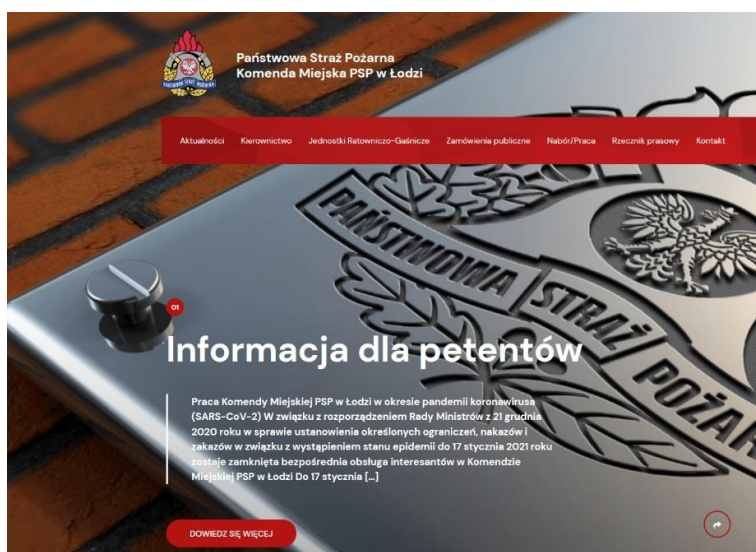 Państwowa Straż Pożarna
Komenda Miejska PSP w Łodzi
Aktualności Kierownictwo Jednostki Ratowniczo-Gaśnicze Zamówienia publiczne Nabór/Praca Rzecznik prasowy Kontakt
PAŃSTWOWA STRAŻ POŻAR
01
Informacja dla petentów
Praca Komendy Miejskiej PSP w Łodzi w okresie pandemii koronawirusa
(SARS-CoV-2) W związku z rozporządzeniem Rady Ministrów z 21 grudnia
2020 roku w sprawie ustanowienia określonych ograniczeń, nakazów i
zakazów w związku z wystąpieniem stanu epidemii do 17 stycznia 2021 roku
zostaje zamknięta bezpośrednia obsługa interesantów w Komendzie
Miejskiej PSP w Łodzi Do 17 stycznia [...]
DOWIEDZ SIĘ WIĘCEJ